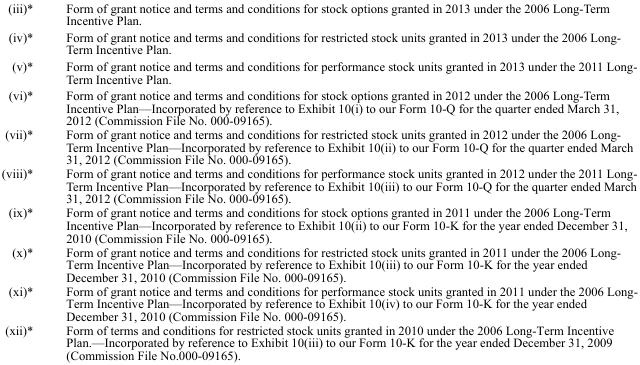 (iii)* Form of grant notice and terms and conditions for stock options granted in 2013 under the 2006 Long-Term
Incentive Plan.
(iv)* Form of grant notice and terms and conditions for restricted stock units granted in 2013 under the 2006 Long-
Term Incentive Plan.
(v)* Form of grant notice and terms and conditions for performance stock units granted in 2013 under the 2011 Long-
Term Incentive Plan.
(vi)* Form of grant notice and terms and conditions for stock options granted in 2012 under the 2006 Long-Term
Incentive Plan—Incorporated by reference to Exhibit 10(i) to our Form 10-Q for the quarter ended March 31,
2012 (Commission File No. 000-09165).
(vii)* Form of grant notice and terms and conditions for restricted stock units granted in 2012 under the 2006 Long-
Term Incentive Plan—Incorporated by reference to Exhibit 10(ii) to our Form 10-Q for the quarter ended March
31, 2012 (Commission File No. 000-09165).
(viii)* Form of grant notice and terms and conditions for performance stock units granted in 2012 under the 2011 Long-
Term Incentive Plan—Incorporated by reference to Exhibit 10(iii) to our Form 10-Q for the quarter ended March
31, 2012 (Commission File No. 000-09165).
(ix)* Form of grant notice and terms and conditions for stock options granted in 2011 under the 2006 Long-Term
Incentive Plan—Incorporated by reference to Exhibit 10(ii) to our Form 10-K for the year ended December 31,
2010 (Commission File No. 000-09165).
(x)* Form of grant notice and terms and conditions for restricted stock units granted in 2011 under the 2006 Long-
Term Incentive Plan—Incorporated by reference to Exhibit 10(iii) to our Form 10-K for the year ended
December 31, 2010 (Commission File No. 000-09165).
(xi)* Form of grant notice and terms and conditions for performance stock units granted in 2011 under the 2006 Long-
Term Incentive Plan—Incorporated by reference to Exhibit 10(iv) to our Form 10-K for the year ended
December 31, 2010 (Commission File No. 000-09165).
(xii)* Form of terms and conditions for restricted stock units granted in 2010 under the 2006 Long-Term Incentive
Plan.—Incorporated by reference to Exhibit 10(iii) to our Form 10-K for the year ended December 31, 2009
(Commission File No.000-09165).